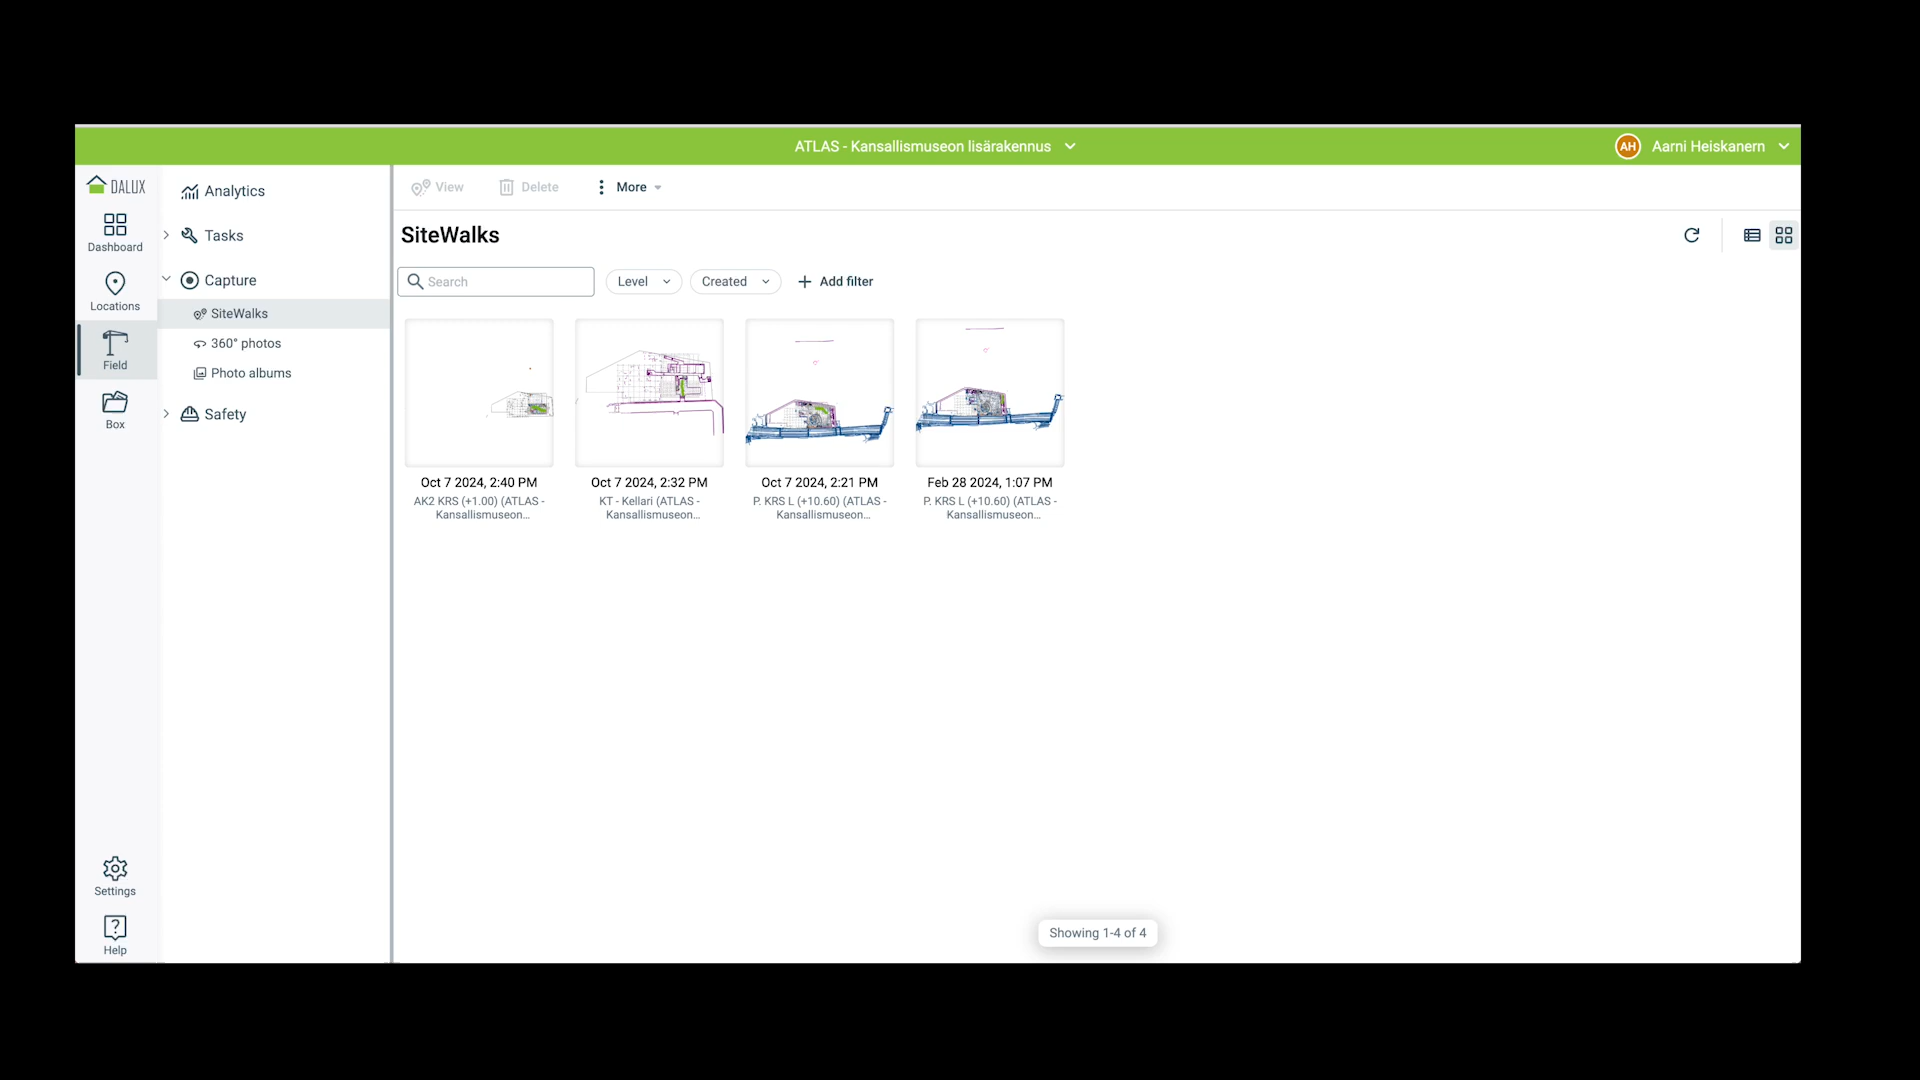 ATLAS - Kansallismuseon lisärakennus
AH Aarni Heiskanern
DALUX
Dashboard
Locations
Field
Box
Settings
Help
Analytics
Tasks
Capture
SiteWalks
360° photos
Photo albums
Safety
View Delete More
SiteWalks
Search Level Created Add filter
Oct 7 2024, 2:40 PM
AK2 KRS (+1.00) (ATLAS -
Kansallismuseon...
Oct 7 2024, 2:32 PM
KT - Kellari (ATLAS -
Kansallismuseon...
Oct 7 2024, 2:21 PM
P. KRS L (+10.60) (ATLAS -
Kansallismuseon...
Feb 28 2024, 1:07 PM
P. KRS L (+10.60) (ATLAS -
Kansallismuseon...
Showing 1-4 of 4